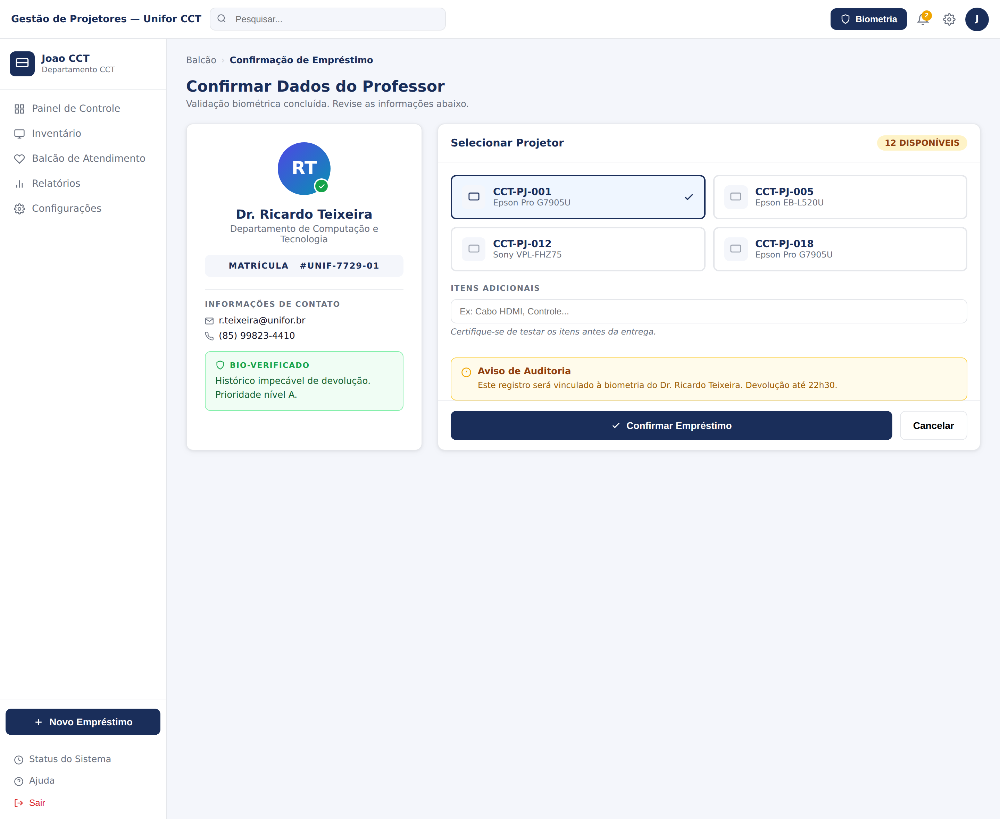 Gestão de Projetores — Unifor CCT
Pesquisar...
Biometria
2
J
Joao CCT
Departamento CCT
Painel de Controle
Inventário
Balcão de Atendimento
Relatórios
Configurações
Novo Empréstimo
Status do Sistema
Ajuda
Sair
Balcão › Confirmação de Empréstimo
Confirmar Dados do Professor
Validação biométrica concluída. Revise as informações abaixo.
RT
Dr. Ricardo Teixeira
Departamento de Computação e
Tecnologia
MATRÍCULA #UNIF-7729-01
INFORMAÇÕES DE CONTATO
r.teixeira@unifor.br
(85) 99823-4410
BIO-VERIFICADO
Histórico impecável de devolução.
Prioridade nível A.
Selecionar Projetor
12 DISPONÍVEIS
CCT-PJ-001
Epson Pro G7905U
CCT-PJ-005
Epson EB-L520U
CCT-PJ-012
Sony VPL-FHZ75
CCT-PJ-018
Epson Pro G7905U
ITENS ADICIONAIS
Ex: Cabo HDMI, Controle...
Certifique-se de testar os itens antes da entrega.
Aviso de Auditoria
Este registro será vinculado à biometria do Dr. Ricardo Teixeira. Devolução até 22h30.
Confirmar Empréstimo
Cancelar